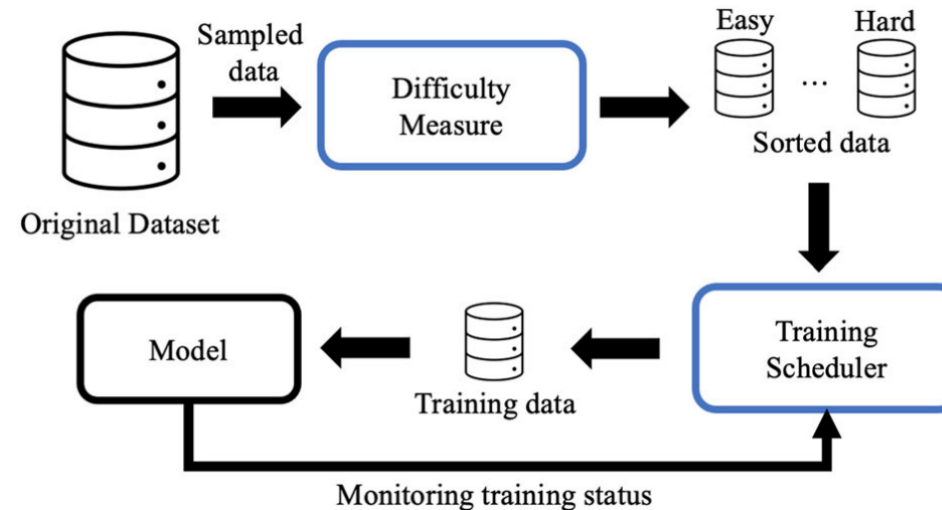 Sampled
data
Difficulty
Measure
Easy
Hard
...
Sorted data
Original Dataset
Model
Training data
Training
Scheduler
Monitoring training status